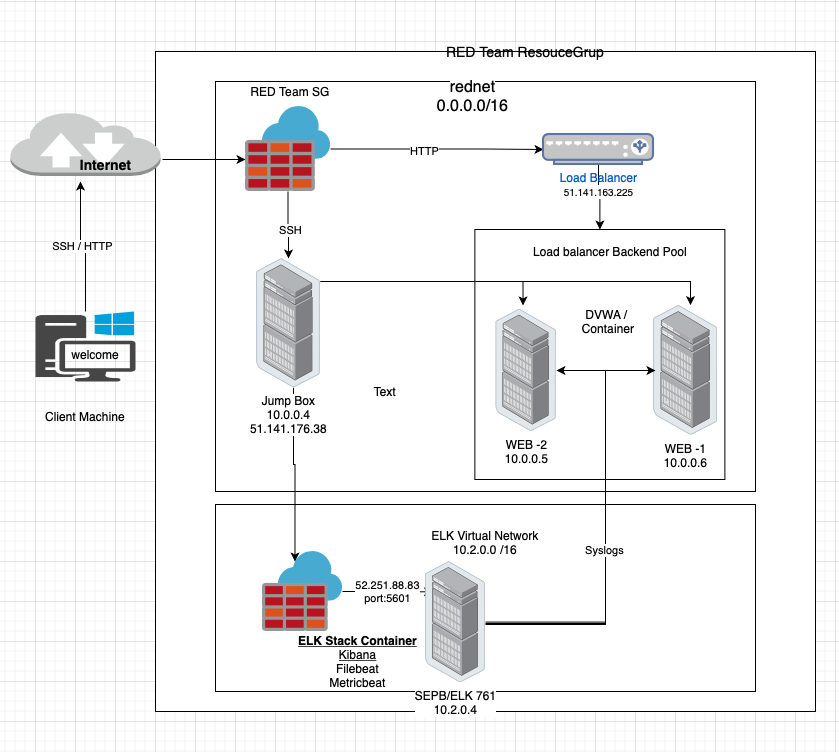 RED Team ResouceGrup
rednet
0.0.0.0/16
RED Team SG
HTTP
Internet
Load Balancer
51.141.163.225
SSH
SSH / HTTP
Load balancer Backend Pool
DVWA /
Container
welcome
Client Machine
Text
Jump Box
10.0.0.4
51.141.176.38
WEB -2
10.0.0.5
WEB -1
10.0.0.6
ELK Virtual Network
10.2.0.0 /16
Syslogs
52.251.88.83
port:5601
ELK Stack Container
Kibana
Filebeat
Metricbeat
SEPB/ELK 761
10.2.0.4